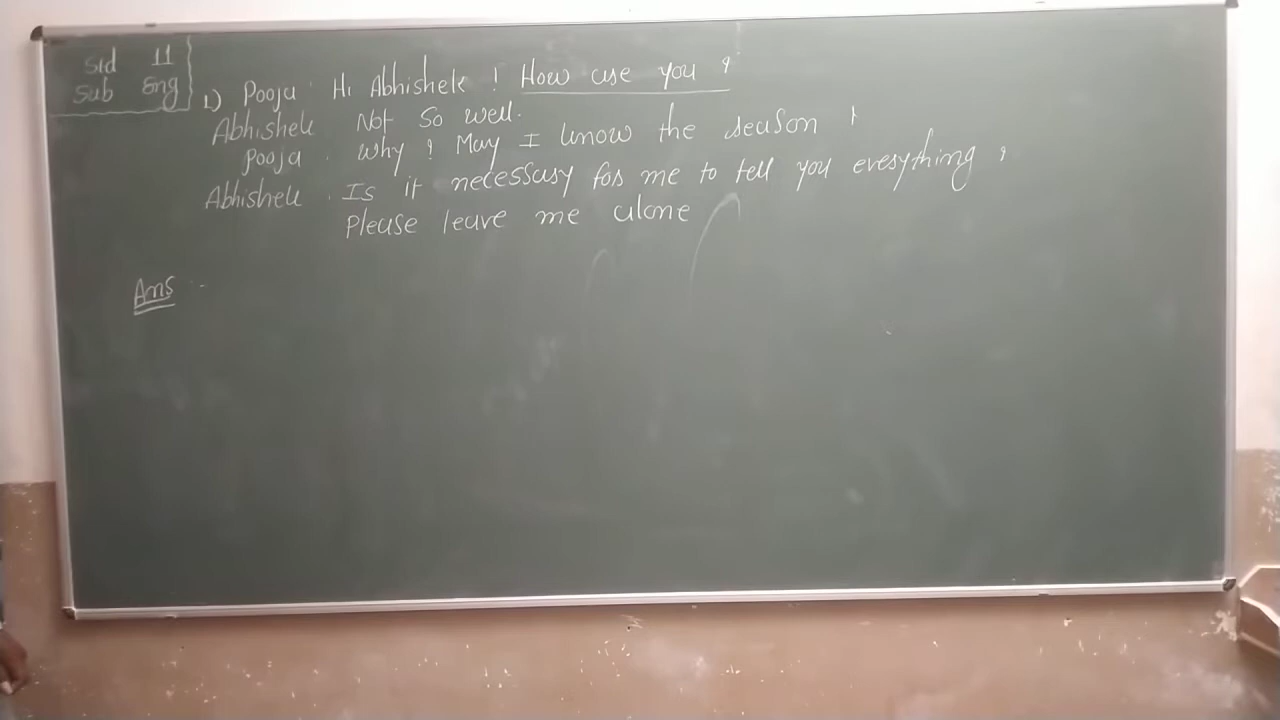 Std 11
Sub Eng
1) Pooja : Hi Abhishek ! How are you ?
Abhishek Not so well.
Pooja . Why ? May I know the reason ?
Abhishek . Is it necessary for me to tell you everything ?
Please leave me alone
Ans :-